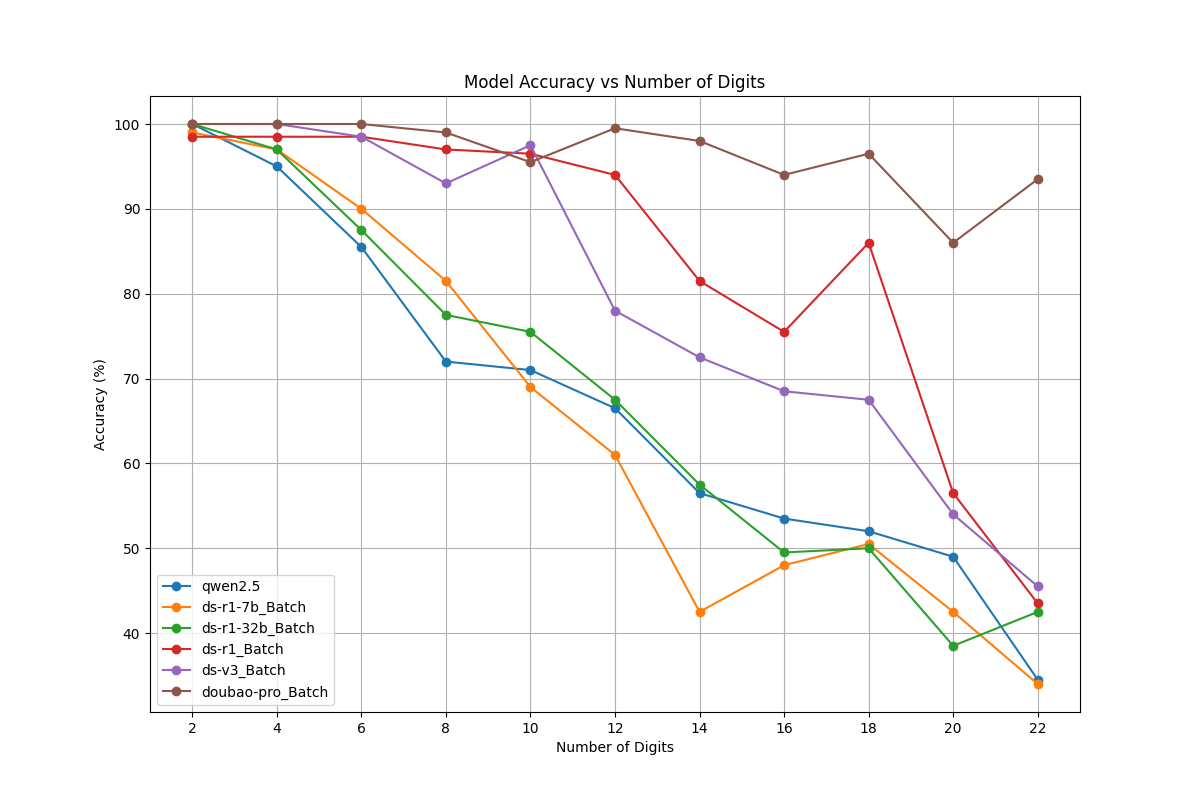 Model Accuracy vs Number of Digits
Accuracy (%)
100
90
80
70
60
50
40
qwen2.5
ds-r1-7b_Batch
ds-r1-32b_Batch
ds-r1_Batch
ds-v3_Batch
doubao-pro_Batch
2 4 6 8 10 12 14 16 18 20 22
Number of Digits